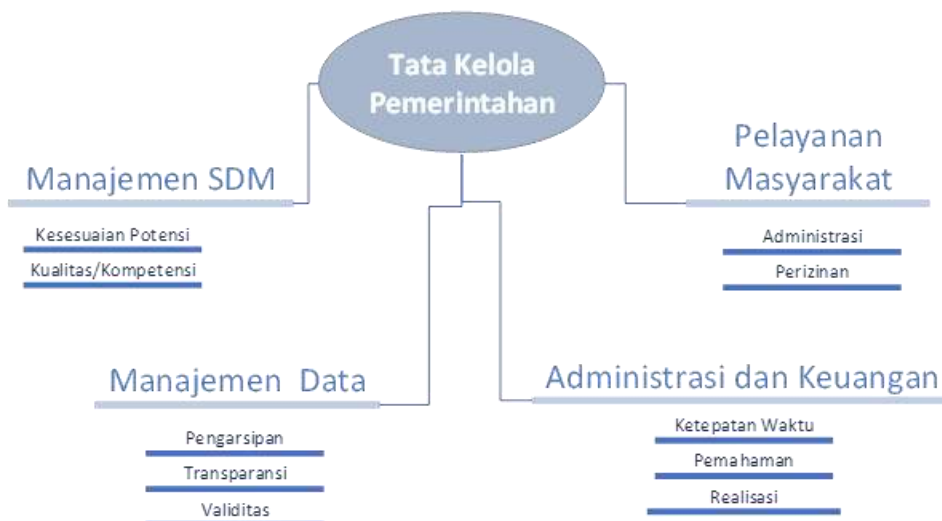 Tata Kelola
Pemerintahan
Manajemen SDM
Kesesuaian Potensi
Kualitas/Kompetensi
Pelayanan
Masyarakat
Administrasi
Perizinan
Manajemen Data
Pengarsipan
Transparansi
Validitas
Administrasi dan Keuangan
Ketepatan Waktu
Pemahaman
Realisasi